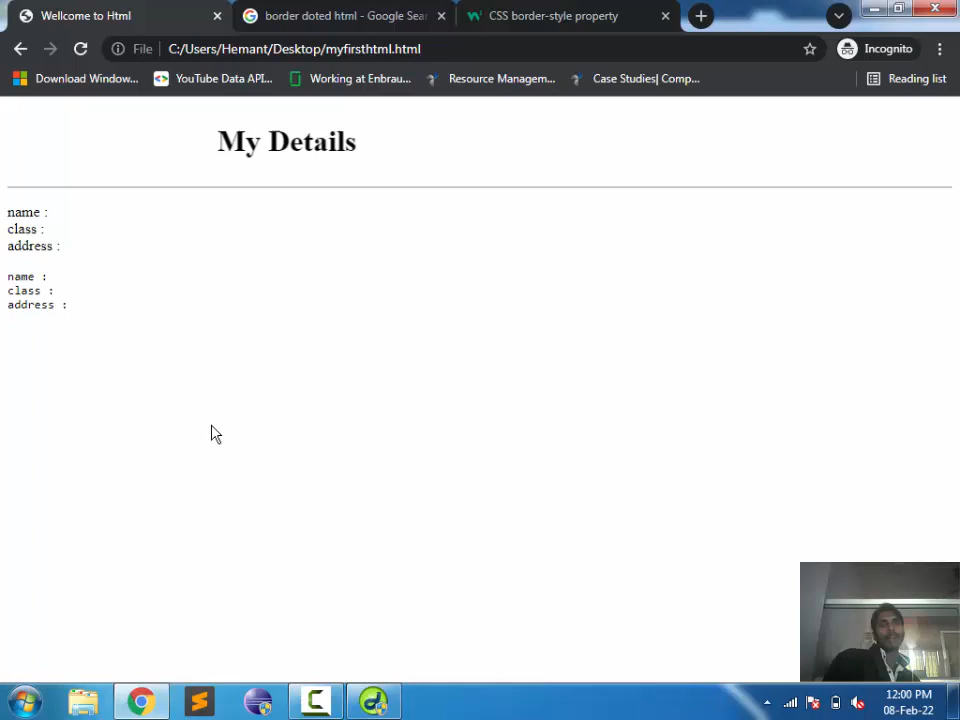 Welcome to Html
border doted html - Google Sear
CSS border-style property
File
C:/Users/Hemant/Desktop/myfirsthtml.html
Incognito
Download Window...
YouTube Data API...
Working at Enbrau...
Resource Managem...
Case Studies| Comp...
Reading list
My Details
name :
class :
address :
name :
class :
address :
12:00 PM
08-Feb-22